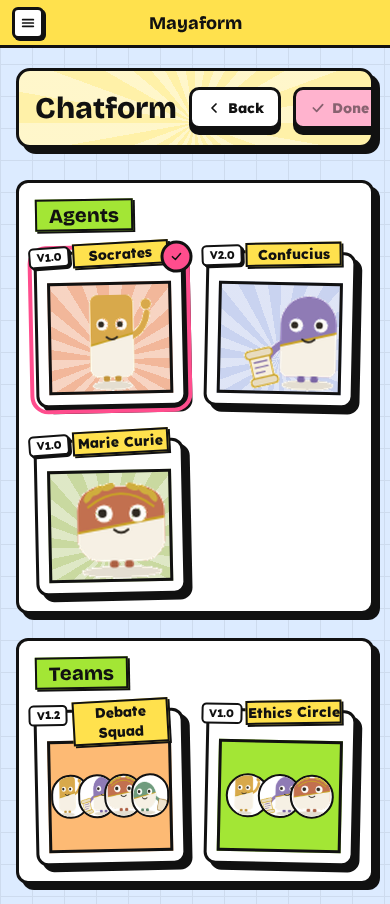 Mayaform
Chatform
Back
Done
Agents
V1.0
Socrates
V2.0
Confucius
V1.0
Marie Curie
Teams
V1.2
Debate
Squad
V1.0
Ethics Circle